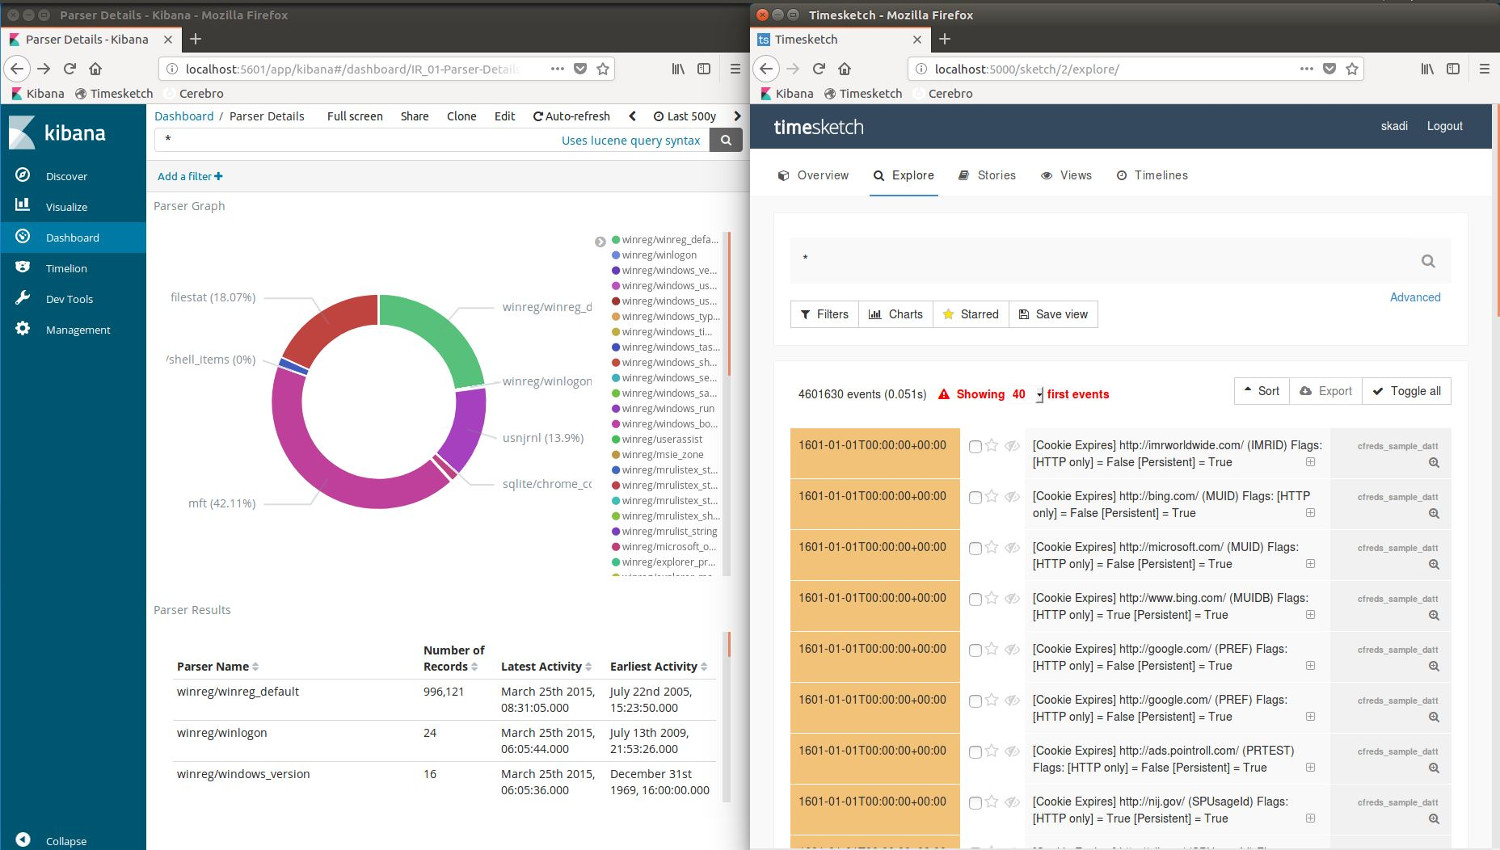 Parser Details - Kibana - Mozilla Firefox
Parser Details - Kibana
localhost:5601/app/kibana#/dashboard/IR_01-Parser-Detai
Kibana Timesketch Cerebro
kibana
Discover
Visualize
Dashboard
Timelion
Dev Tools
Management
Collapse
Dashboard / Parser Details Full screen Share Clone Edit Auto-refresh Last 500y
* Uses lucene query syntax
Add a filter +
Parser Graph
filestat (18.07%)
/shell_items (0%)
mft (42.11%)
winreg/winreg_d
winreg/winlogon
usnjrnl (13.9%)
sqlite/chrome_cc
winreg/winreg_defa...
winreg/winlogon
winreg/windows_ve...
winreg/windows_us...
winreg/windows_us...
winreg/windows_typ...
winreg/windows_ti...
winreg/windows_tas...
winreg/windows_sh...
winreg/windows_se...
winreg/windows_sa...
winreg/windows_run
winreg/windows_bo...
winreg/userassist
winreg/msie_zone
winreg/mrulistex_st...
winreg/mrulistex_st...
winreg/mrulistex_st...
winreg/mrulistex_sh...
winreg/mrulist_string
winreg/microsoft_o...
winreg/explorer_pr...
Parser Results
Parser Name Number of Records Latest Activity Earliest Activity
winreg/winreg_default 996,121 March 25th 2015, July 22nd 2005,
08:31:05.000 15:23:50.000
winreg/winlogon 24 March 25th 2015, July 13th 2009,
06:05:44.000 21:53:26.000
winreg/windows_version 16 March 25th 2015, December 31st
06:05:36.000 1969, 16:00:00.000
Timesketch - Mozilla Firefox
ts Timesketch
localhost:5000/sketch/2/explore/
Kibana Timesketch Cerebro
timesketch skadi Logout
Overview Explore Stories Views Timelines
*
Advanced
Filters Charts Starred Save view
4601630 events (0.051s) Showing 40 first events Sort Export Toggle all
1601-01-01T00:00:00+00:00 [Cookie Expires] http://imrworldwide.com/ (IMRID) Flags: cfreds_sample_datt
[HTTP only] = False [Persistent] = True
1601-01-01T00:00:00+00:00 [Cookie Expires] http://bing.com/ (MUID) Flags: [HTTP cfreds_sample_datt
only] = False [Persistent] = True
1601-01-01T00:00:00+00:00 [Cookie Expires] http://microsoft.com/ (MUID) Flags: cfreds_sample_datt
[HTTP only] = False [Persistent] = True
1601-01-01T00:00:00+00:00 [Cookie Expires] http://www.bing.com/ (MUIDB) Flags: cfreds_sample_datt
[HTTP only] = True [Persistent] = True
1601-01-01T00:00:00+00:00 [Cookie Expires] http://google.com/ (PREF) Flags: cfreds_sample_datt
[HTTP only] = False [Persistent] = True
1601-01-01T00:00:00+00:00 [Cookie Expires] http://google.com/ (PREF) Flags: cfreds_sample_datt
[HTTP only] = False [Persistent] = True
1601-01-01T00:00:00+00:00 [Cookie Expires] http://ads.pointroll.com/ (PRTEST) cfreds_sample_datt
Flags: [HTTP only] = False [Persistent] = True
1601-01-01T00:00:00+00:00 [Cookie Expires] http://nij.gov/ (SPUsageId) Flags: cfreds_sample_datt
[HTTP only] = True [Persistent] = True